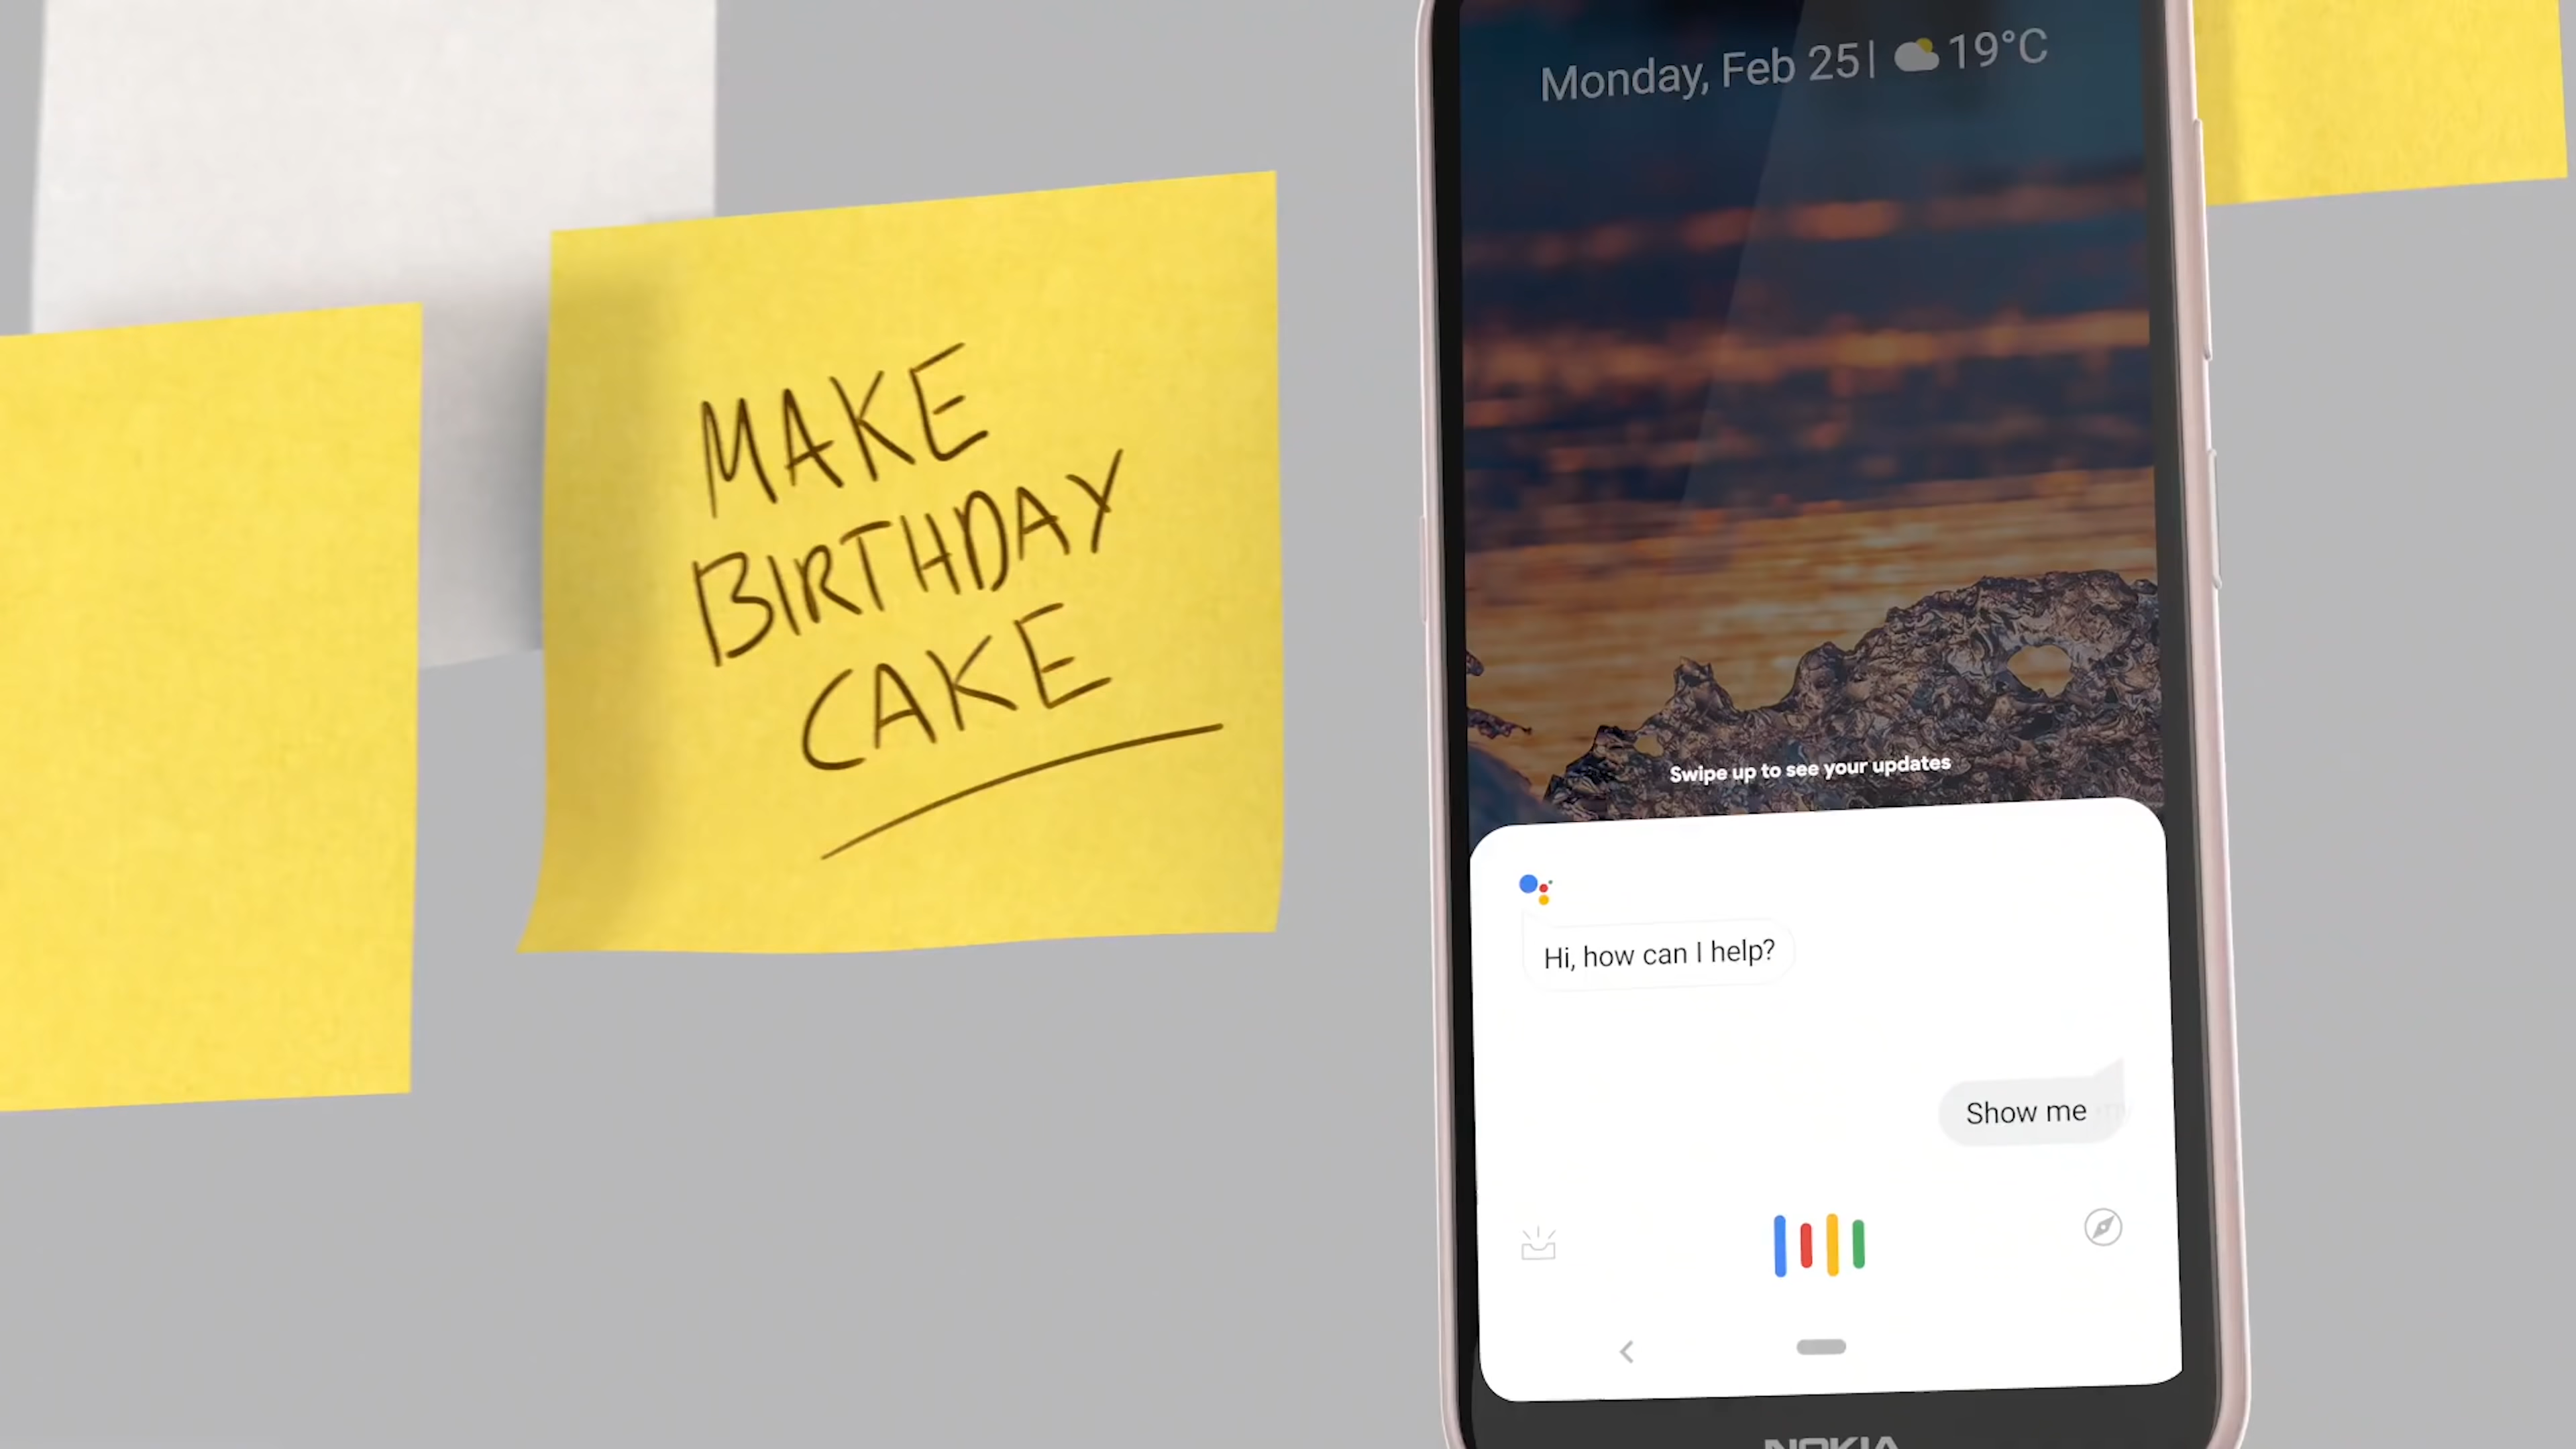 MAKE
BIRTHDAY
CAKE
Monday, Feb 25 | 19°C
Swipe up to see your updates
Hi, how can I help?
Show me
NOKIA